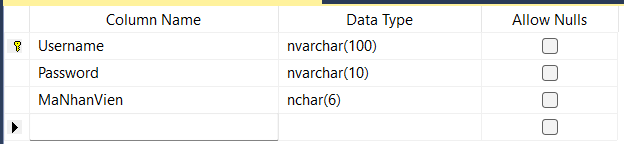 Column Name Data Type Allow Nulls
Username nvarchar(100)
Password nvarchar(10)
MaNhanVien nchar(6)